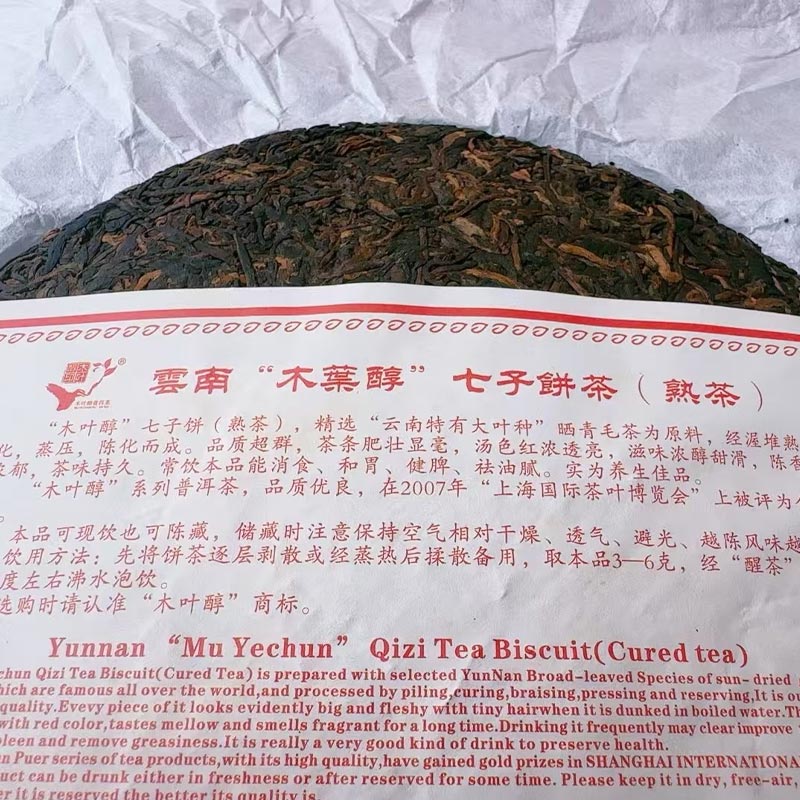 雲南“木葉醇”七子餅茶（熟茶）
®
“木叶醇”七子饼（熟茶），精选“云南特有大叶种”晒青毛茶为原料，经渥堆熟
化，蒸压，陈化而成。品质超群，茶条肥壮显毫，汤色红浓透亮，滋味浓醇甜滑，陈香
郁，茶味持久。常饮本品能消食、和胃、健脾、祛油腻。实为养生佳品。
“木叶醇”系列普洱茶，品质优良，在2007年“上海国际茶叶博览会”上被评为
本品可现饮也可陈藏，储藏时注意保持空气相对干燥、透气、避光、越陈风味越
饮用方法：先将饼茶逐层剥散或经蒸热后揉散备用，取本品3—6克，经“醒茶”
度左右沸水泡饮。
选购时请认准“木叶醇”商标。
Yunnan “Mu Yechun” Qizi Tea Biscuit(Cured tea)
chun Qizi Tea Biscuit(Cured Tea) is prepared with selected YunNan Broad-leaved Species of sun- dried
hich are famous all over the world,and processed by piling,curing,braising,pressing and reserving,It is ou
quality.Evevy piece of it looks evidently big and fleshy with tiny hairwhen it is dunked in boiled water.Th
with red color,tastes mellow and smells fragrant for a long time.Drinking it frequently may clear improve
pleen and remove greasiness.It is really a very good kind of drink to preserve health.
n Puer series of tea products,with its high quality,have gained gold prizes in SHANGHAI INTERNATIONA
uct can be drunk either in freshness or after reserved for some time. Please keep it in dry, free-air,
er it is reserved the better its quality is.